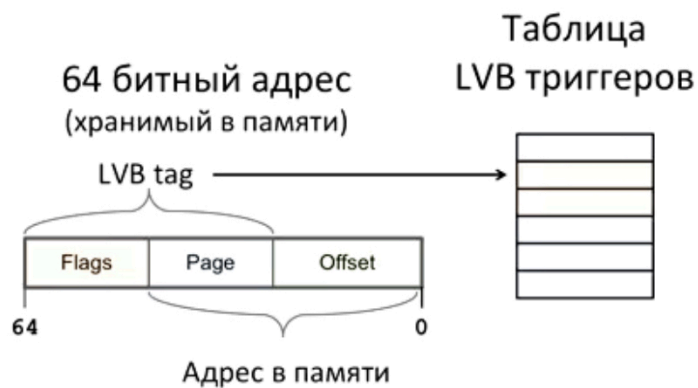 Таблица
LVB триггеров
64 битный адрес
(хранимый в памяти)
LVB tag
Flags Page Offset
64 0
Адрес в памяти